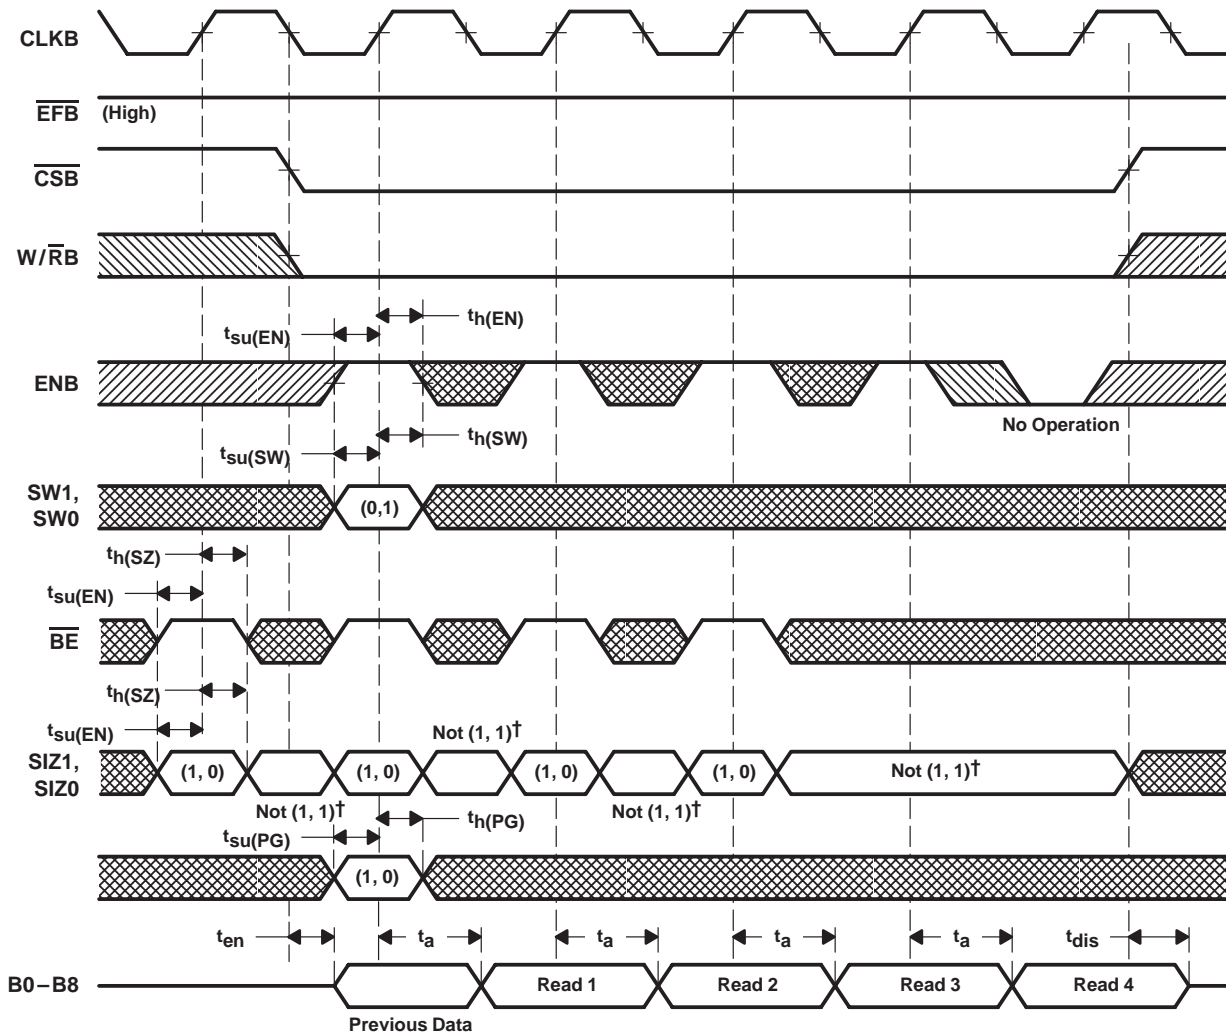 CLKB
EFB (High)
CSB
W/RB
tsu(EN)
th(EN)
ENB
No Operation
tsu(SW)
th(SW)
SW1,
SW0
(0,1)
th(SZ)
tsu(EN)
BE
th(SZ)
tsu(EN)
Not (1, 1)†
SIZ1,
SIZ0
(1, 0) (1, 0) (1, 0) (1, 0) Not (1, 1)†
Not (1, 1)† Not (1, 1)†
tsu(PG)
th(PG)
(1, 0)
ten ta ta ta ta tdis
B0–B8 Read 1 Read 2 Read 3 Read 4
Previous Data